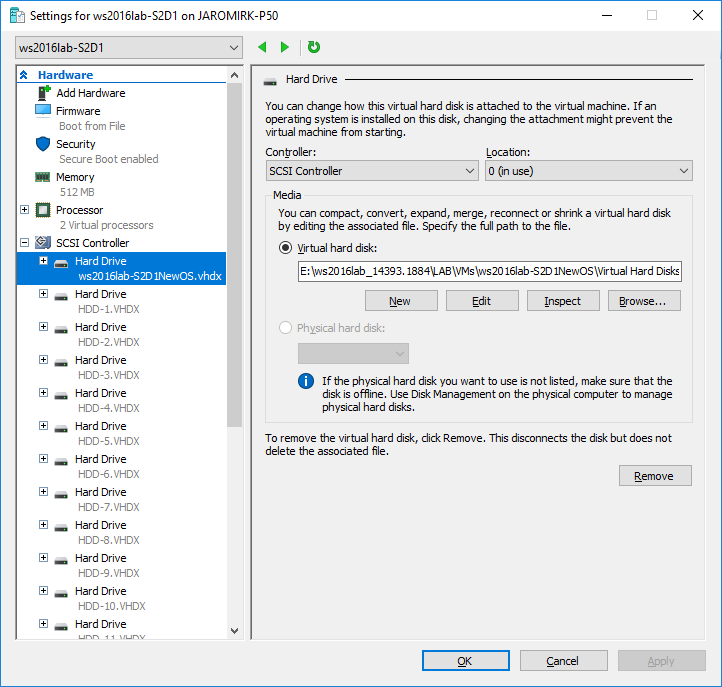 Settings for ws2016lab-S2D1 on JAROMIRK-P50
ws2016lab-S2D1
Hardware
Add Hardware
Firmware
Boot from File
Security
Secure Boot enabled
Memory
512 MB
Processor
2 Virtual processors
SCSI Controller
Hard Drive
ws2016lab-S2D1NewOS.vhdx
Hard Drive
HDD-1.VHDX
Hard Drive
HDD-2.VHDX
Hard Drive
HDD-3.VHDX
Hard Drive
HDD-4.VHDX
Hard Drive
HDD-5.VHDX
Hard Drive
HDD-6.VHDX
Hard Drive
HDD-7.VHDX
Hard Drive
HDD-8.VHDX
Hard Drive
HDD-9.VHDX
Hard Drive
HDD-10.VHDX
Hard Drive
HDD-11.VHDX
Hard Drive
You can change how this virtual hard disk is attached to the virtual machine. If an
operating system is installed on this disk, changing the attachment might prevent the
virtual machine from starting.
Controller:
Location:
SCSI Controller
0 (in use)
Media
You can compact, convert, expand, merge, reconnect or shrink a virtual hard disk
by editing the associated file. Specify the full path to the file.
Virtual hard disk:
E:\ws2016lab_14393.1884\LAB\VMs\ws2016lab-S2D1NewOS\Virtual Hard Disks
New
Edit
Inspect
Browse...
Physical hard disk:
If the physical hard disk you want to use is not listed, make sure that the
disk is offline. Use Disk Management on the physical computer to manage
physical hard disks.
To remove the virtual hard disk, click Remove. This disconnects the disk but does not
delete the associated file.
Remove
OK
Cancel
Apply